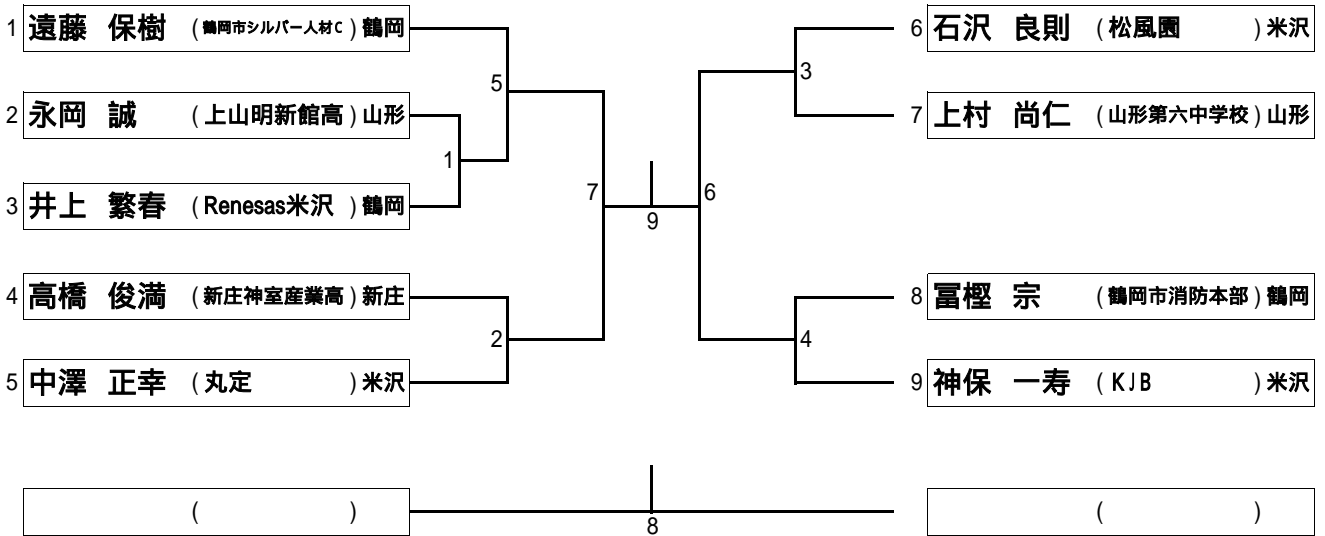 1 遠藤 保樹 (鶴岡市シルバー人材C) 鶴岡
2 永岡 誠 (上山明新館高) 山形
3 井上 繁春 (Renesas米沢) 鶴岡
4 高橋 俊満 (新庄神室産業高) 新庄
5 中澤 正幸 (丸定) 米沢
5
1
7
2
9
6
3
4
6 石沢 良則 (松風園) 米沢
7 上村 尚仁 (山形第六中学校) 山形
8 冨樫 宗 (鶴岡市消防本部) 鶴岡
9 神保 一寿 (KJB) 米沢
( )
8
( )